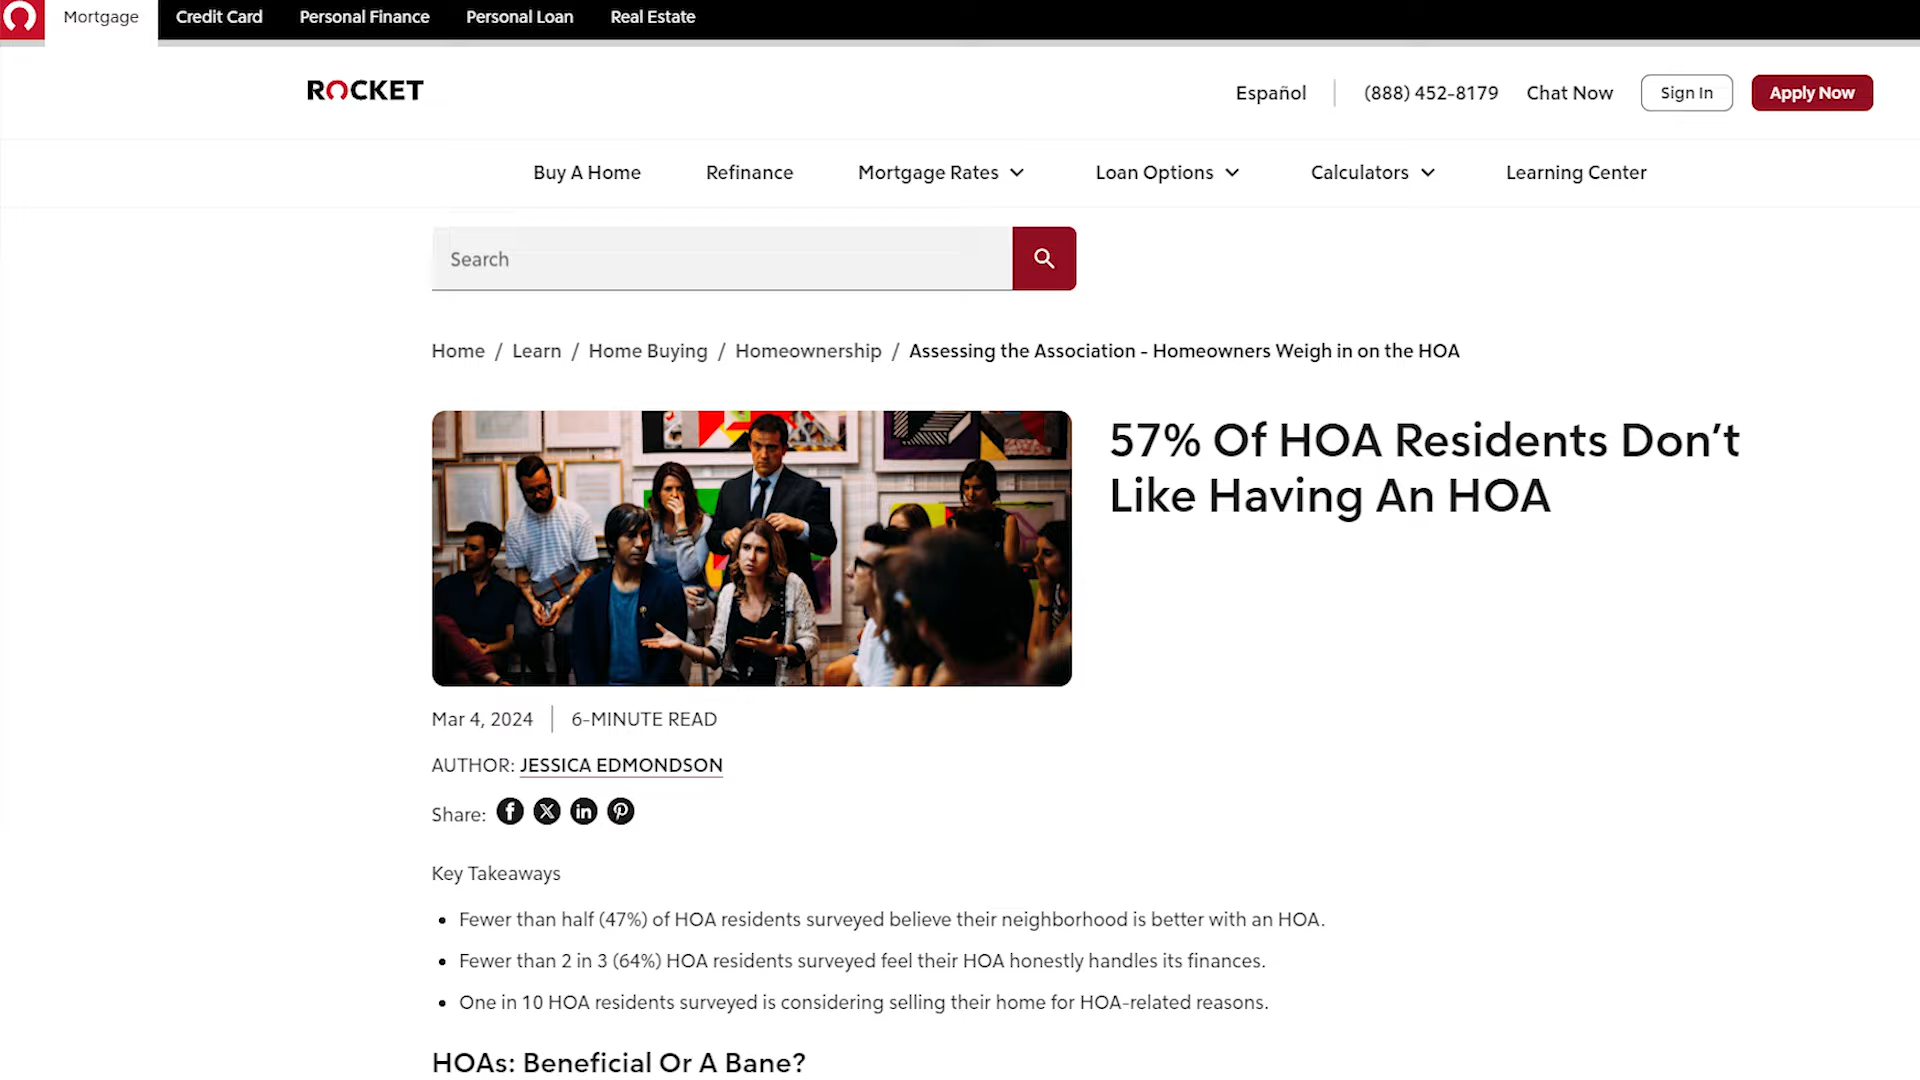 Mortgage
Credit Card
Personal Finance
Personal Loan
Real Estate
ROCKET
Español
(888) 452-8179
Chat Now
Sign In
Apply Now
Buy A Home
Refinance
Mortgage Rates
Loan Options
Calculators
Learning Center
Search
Home / Learn / Home Buying / Homeownership / Assessing the Association - Homeowners Weigh in on the HOA
57% Of HOA Residents Don’t
Like Having An HOA
Mar 4, 2024 | 6-MINUTE READ
AUTHOR: JESSICA EDMONDSON
Share:
Key Takeaways
• Fewer than half (47%) of HOA residents surveyed believe their neighborhood is better with an HOA.
• Fewer than 2 in 3 (64%) HOA residents surveyed feel their HOA honestly handles its finances.
• One in 10 HOA residents surveyed is considering selling their home for HOA-related reasons.
HOAs: Beneficial Or A Bane?